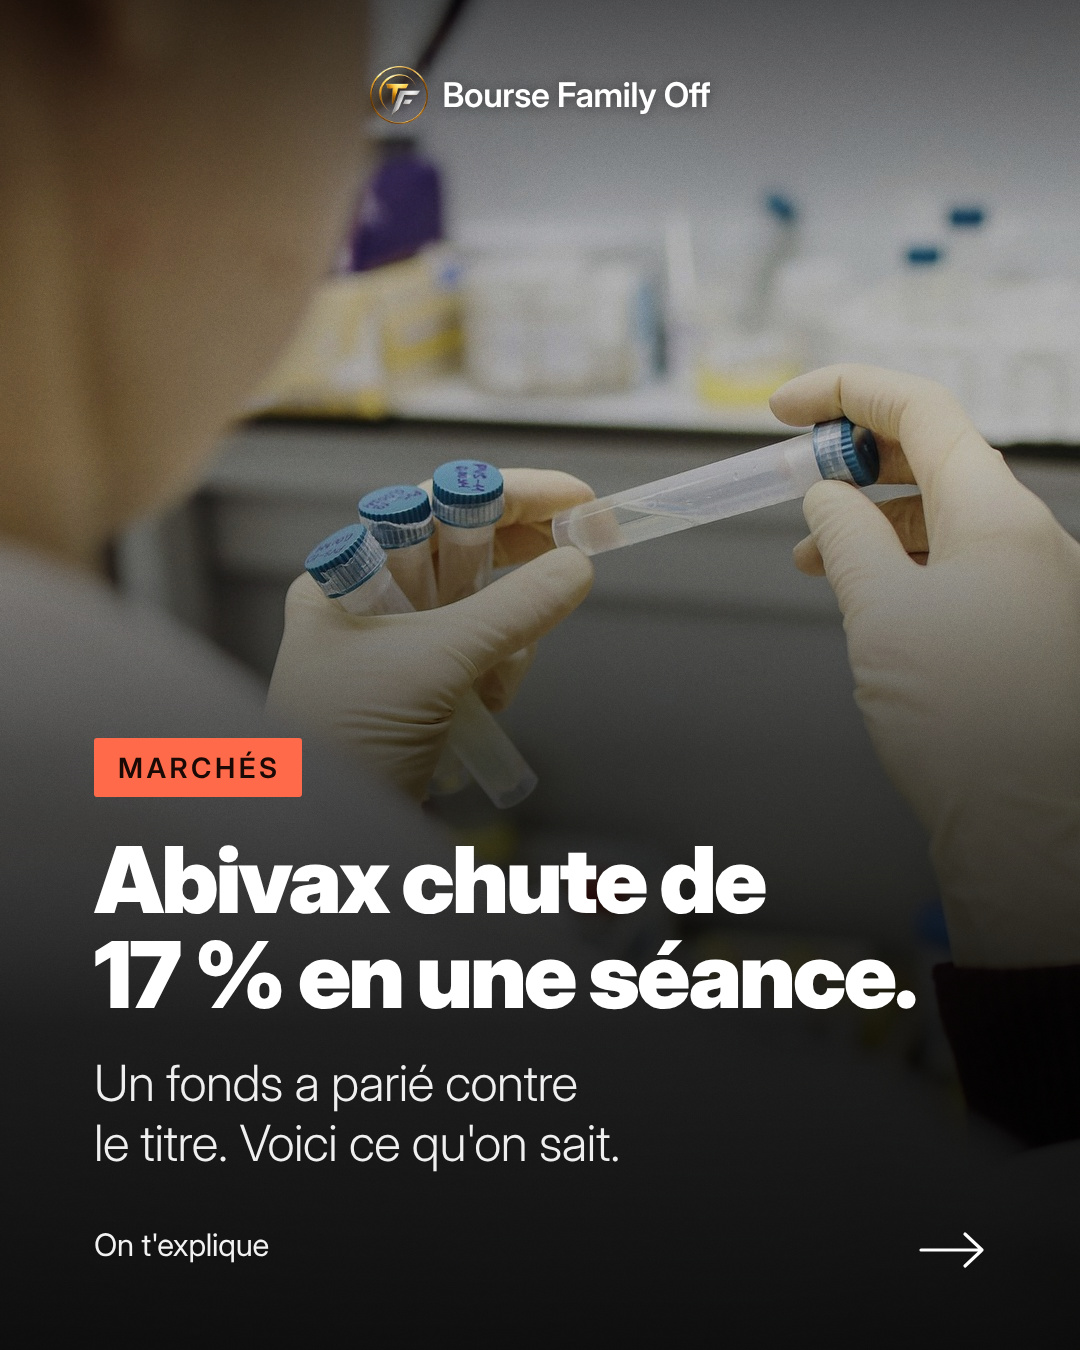 Bourse Family Off
MARCHÉS
Abivax chute de
17 % en une séance.
Un fonds a parié contre
le titre. Voici ce qu'on sait.
On t'explique